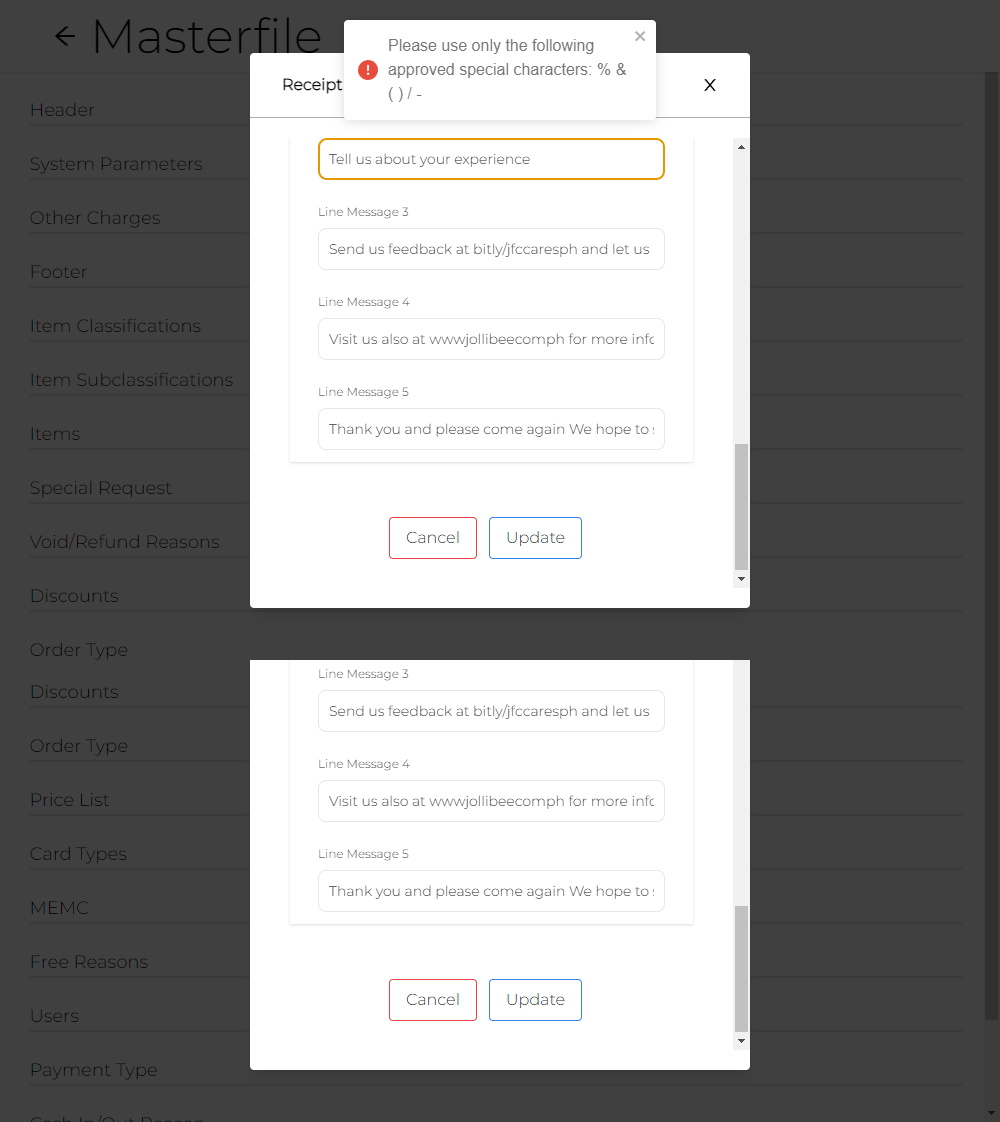 Masterfile
Please use only the following
approved special characters: % &
( ) / -
Receipt
X
Header
System Parameters
Other Charges
Footer
Item Classifications
Item Subclassifications
Items
Special Request
Void/Refund Reasons
Discounts
Order Type
Discounts
Order Type
Price List
Card Types
MEMC
Free Reasons
Users
Payment Type
Cash In/Out Reason
Tell us about your experience
Line Message 3
Send us feedback at bitly/jfccaresph and let us
Line Message 4
Visit us also at wwwjollibeecomph for more info
Line Message 5
Thank you and please come again We hope to
Cancel
Update
Line Message 3
Send us feedback at bitly/jfccaresph and let us
Line Message 4
Visit us also at wwwjollibeecomph for more info
Line Message 5
Thank you and please come again We hope to
Cancel
Update